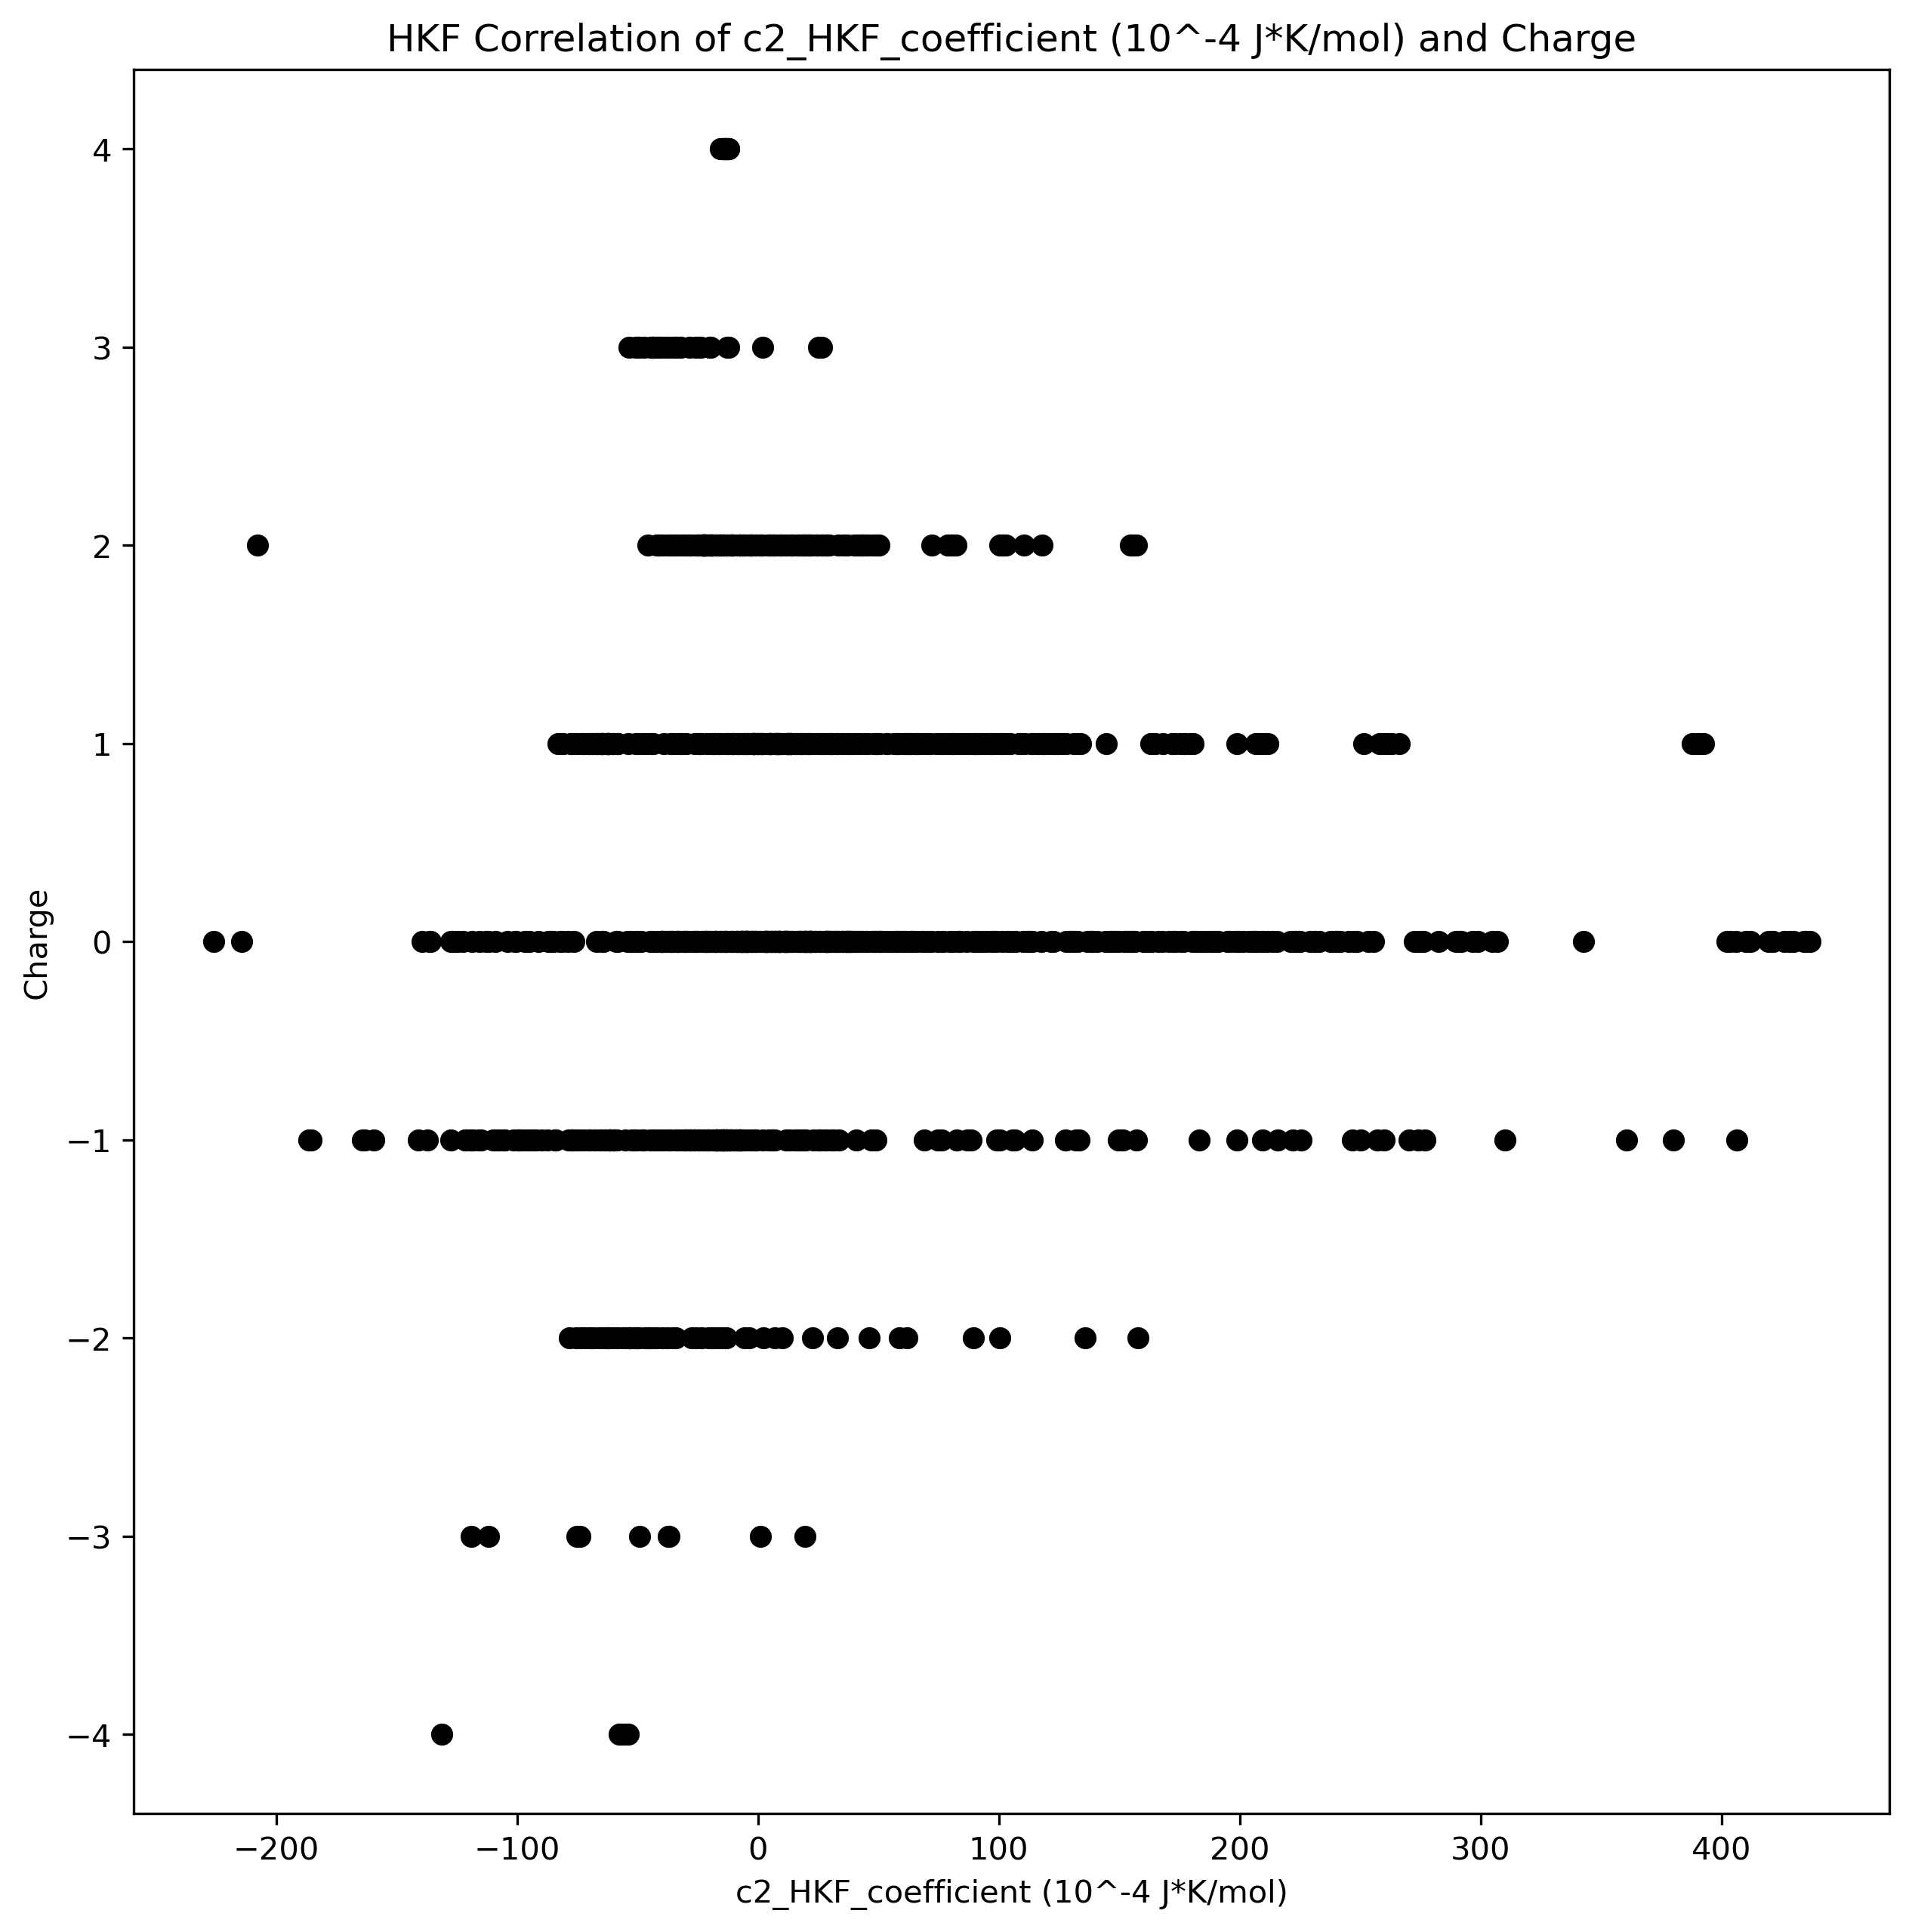 HKF Correlation of c2_HKF_coefficient (10^-4 J*K/mol) and Charge
4
3
2
1
0
−1
−2
−3
−4
Charge
−200 −100 0 100 200 300 400
c2_HKF_coefficient (10^-4 J*K/mol)